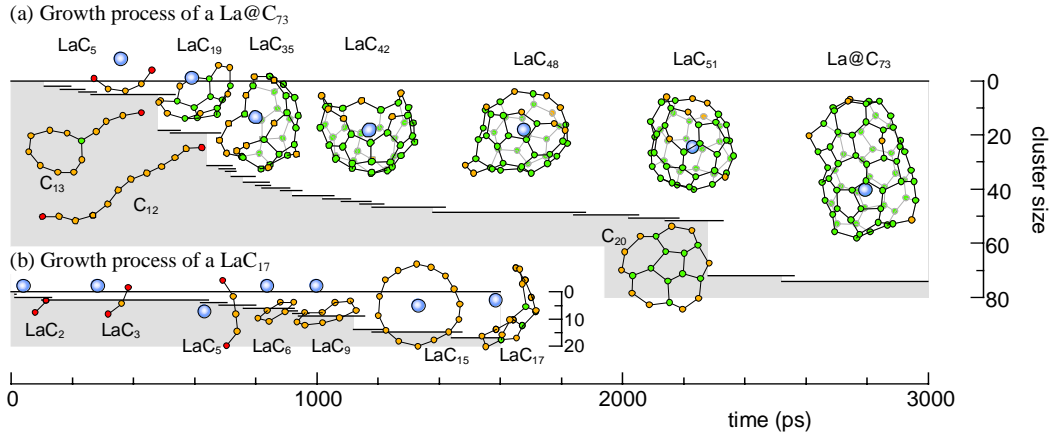 (a) Growth process of a La@C₇₃
LaC₅
LaC₁₉
LaC₃₅
LaC₄₂
LaC₄₈
LaC₅₁
La@C₇₃
C₁₃
C₁₂
C₂₀
0
20
40
60
80
cluster size
(b) Growth process of a LaC₁₇
LaC₂
LaC₃
LaC₅
LaC₆
LaC₉
LaC₁₅
LaC₁₇
0
10
20
0
1000
2000
3000
time (ps)